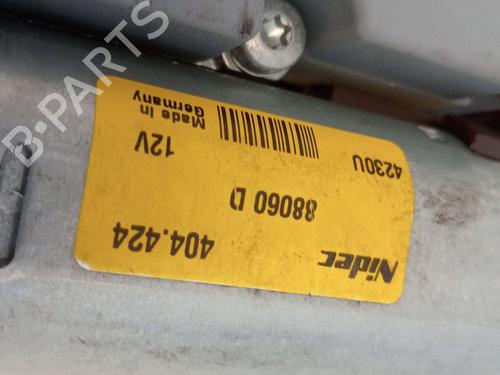 Nidec
404.424
88060 D
4230U
12V
Made In
Germany
B-PARTS